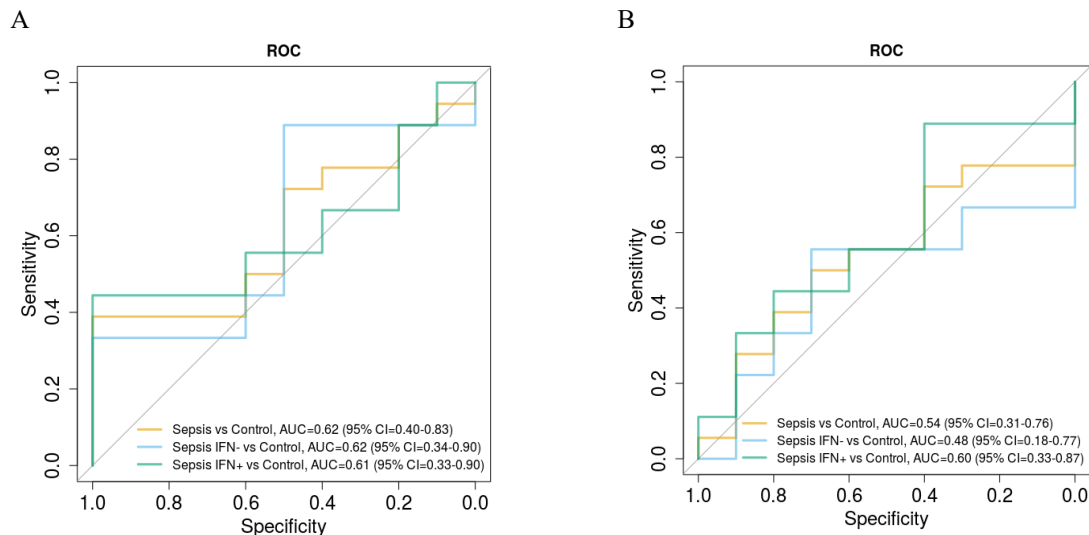 A
ROC
Sensitivity
1.0
0.8
0.6
0.4
0.2
0.0
Sepsis vs Control, AUC=0.62 (95% CI=0.40-0.83)
Sepsis IFN- vs Control, AUC=0.62 (95% CI=0.34-0.90)
Sepsis IFN+ vs Control, AUC=0.61 (95% CI=0.33-0.90)
1.0 0.8 0.6 0.4 0.2 0.0
Specificity
B
ROC
Sensitivity
1.0
0.8
0.6
0.4
0.2
0.0
Sepsis vs Control, AUC=0.54 (95% CI=0.31-0.76)
Sepsis IFN- vs Control, AUC=0.48 (95% CI=0.18-0.77)
Sepsis IFN+ vs Control, AUC=0.60 (95% CI=0.33-0.87)
1.0 0.8 0.6 0.4 0.2 0.0
Specificity